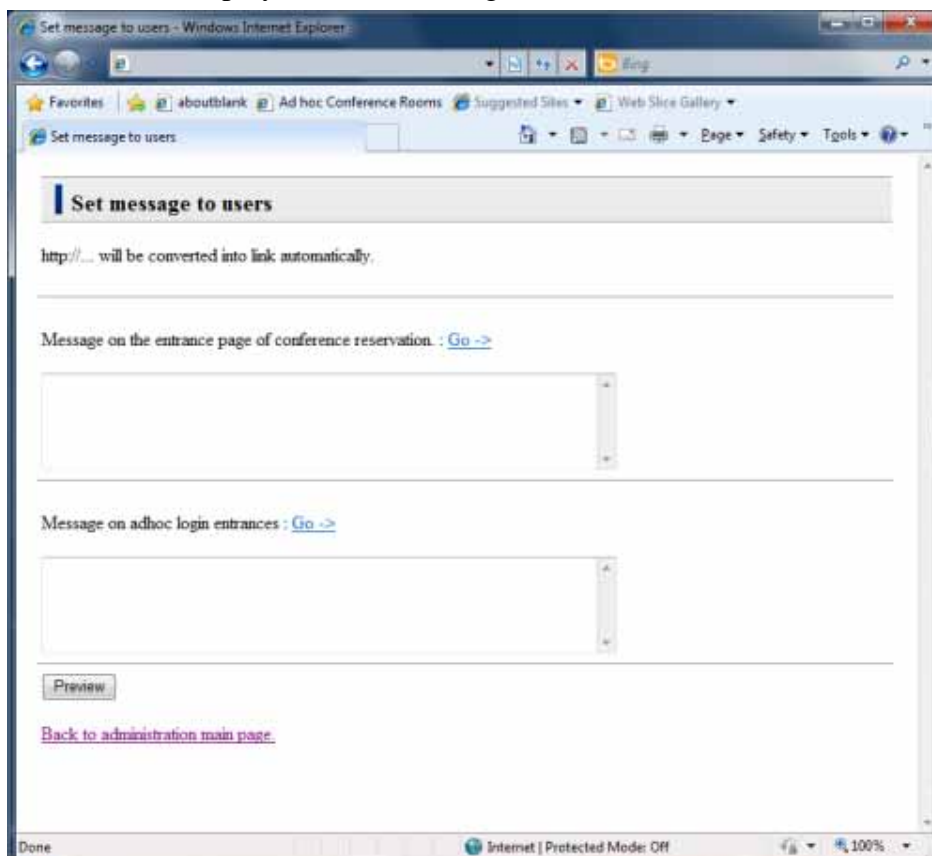 Set message to users - Windows Internet Explorer
Bing
Favorites aboutblank Ad hoc Conference Rooms Suggested Sites Web Slice Gallery
Set message to users Page Safety Tools
Set message to users
http://... will be converted into link automatically.
Message on the entrance page of conference reservation. : Go ->
Message on adhoc login entrances : Go ->
Preview
Back to administration main page.
Done Internet | Protected Mode: Off 100%